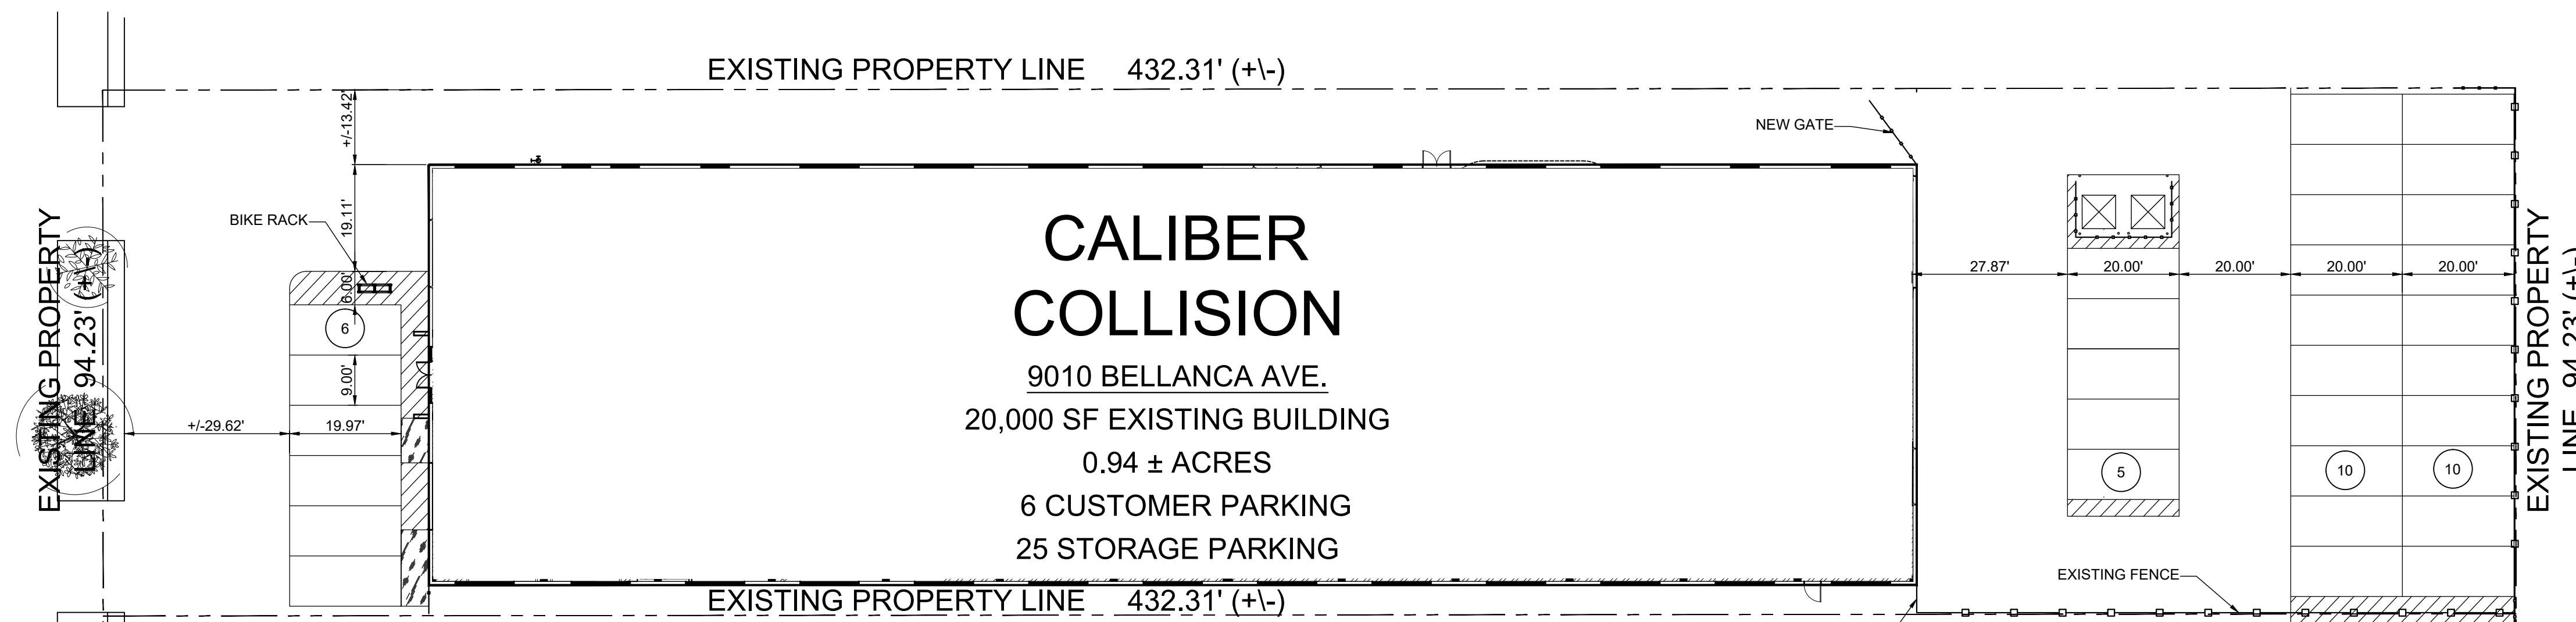 EXISTING PROPERTY LINE 432.31' (+\-)
+/-13.42'
NEW GATE
19.11'
BIKE RACK
6.00'
6
9.00'
+/-29.62'
19.97'
EXISTING PROPERTY
LINE 94.23' (+\-)
CALIBER
COLLISION
9010 BELLANCA AVE.
20,000 SF EXISTING BUILDING
0.94 ± ACRES
6 CUSTOMER PARKING
25 STORAGE PARKING
27.87'
20.00'
20.00'
20.00'
20.00'
5
10
10
EXISTING FENCE
EXISTING PROPERTY
LINE 94.23' (+\-)
EXISTING PROPERTY LINE 432.31' (+\-)